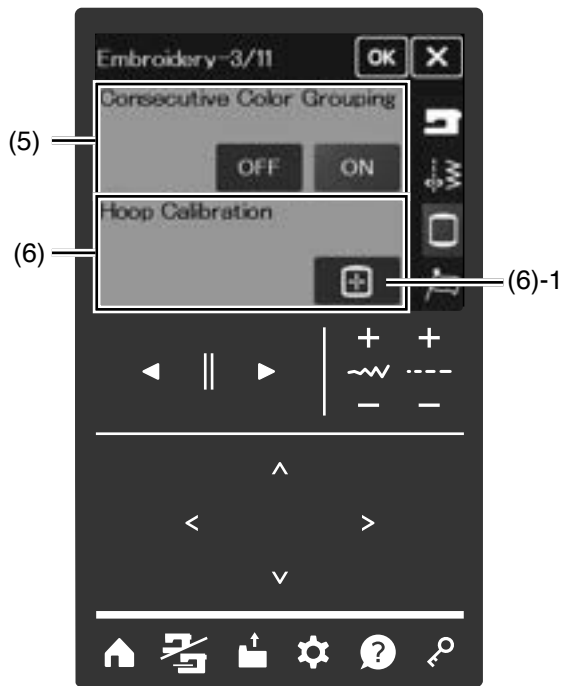 Embroidery-3/11 OK X
Consecutive Color Grouping
(5)
OFF ON
Hoop Calibration
(6)
(6)-1
+ +
− −
?